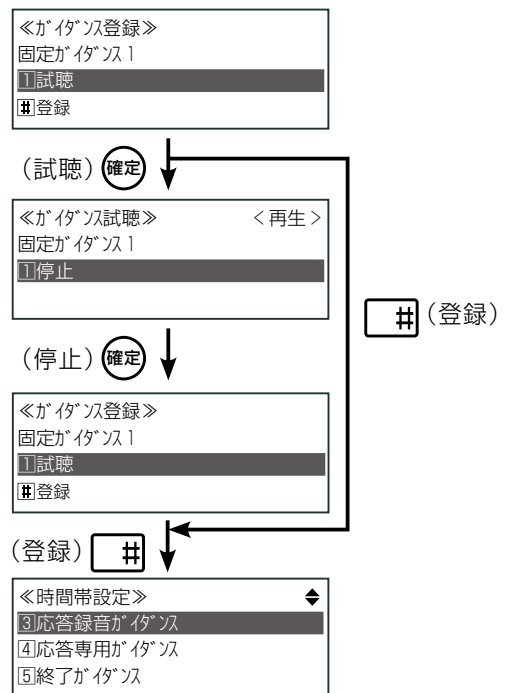 ≪ｶﾞｲﾀﾞﾝｽ登録≫
固定ｶﾞｲﾀﾞﾝｽ1
1試聴
#登録
（試聴）確定
≪ｶﾞｲﾀﾞﾝｽ試聴≫ <再生>
固定ｶﾞｲﾀﾞﾝｽ1
1停止
#（登録）
（停止）確定
≪ｶﾞｲﾀﾞﾝｽ登録≫
固定ｶﾞｲﾀﾞﾝｽ1
1試聴
#登録
（登録）#
≪時間帯設定≫
3応答録音ｶﾞｲﾀﾞﾝｽ
4応答専用ｶﾞｲﾀﾞﾝｽ
5終了ｶﾞｲﾀﾞﾝｽ